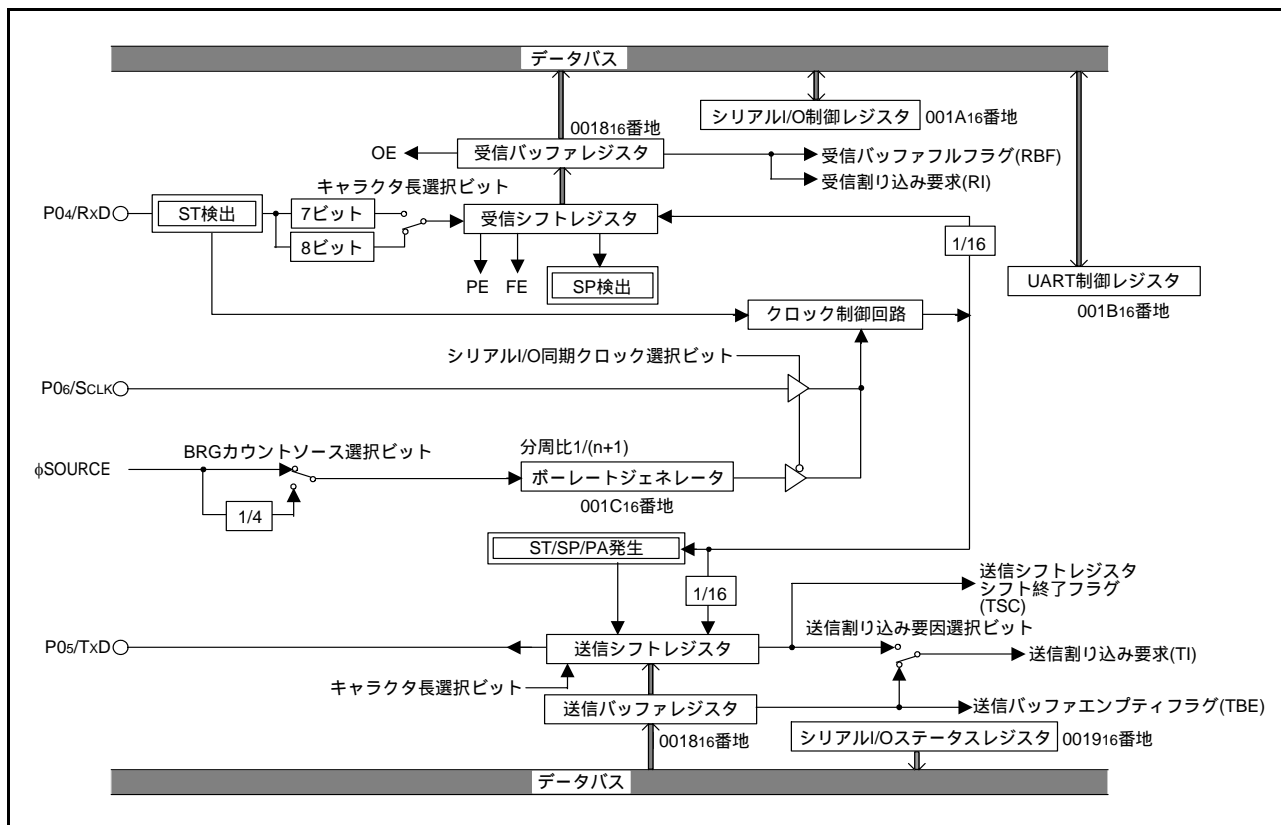 データバス
シリアルI/O制御レジスタ 001A16番地
001816番地
OE 受信バッファレジスタ 受信バッファフルフラグ(RBF)
受信割り込み要求(RI)
キャラクタ長選択ビット
P04/RXD ST検出 7ビット 受信シフトレジスタ
8ビット
1/16
PE FE SP検出
UART制御レジスタ
001B16番地
クロック制御回路
シリアルI/O同期クロック選択ビット
P06/SCLK
BRGカウントソース選択ビット 分周比1/(n+1)
φSOURCE ボーレートジェネレータ
001C16番地
1/4
ST/SP/PA発生
1/16
送信シフトレジスタ
シフト終了フラグ
(TSC)
送信割り込み要因選択ビット
P05/TXD 送信シフトレジスタ 送信割り込み要求(TI)
キャラクタ長選択ビット
送信バッファレジスタ 送信バッファエンプティフラグ(TBE)
001816番地 シリアルI/Oステータスレジスタ 001916番地
データバス